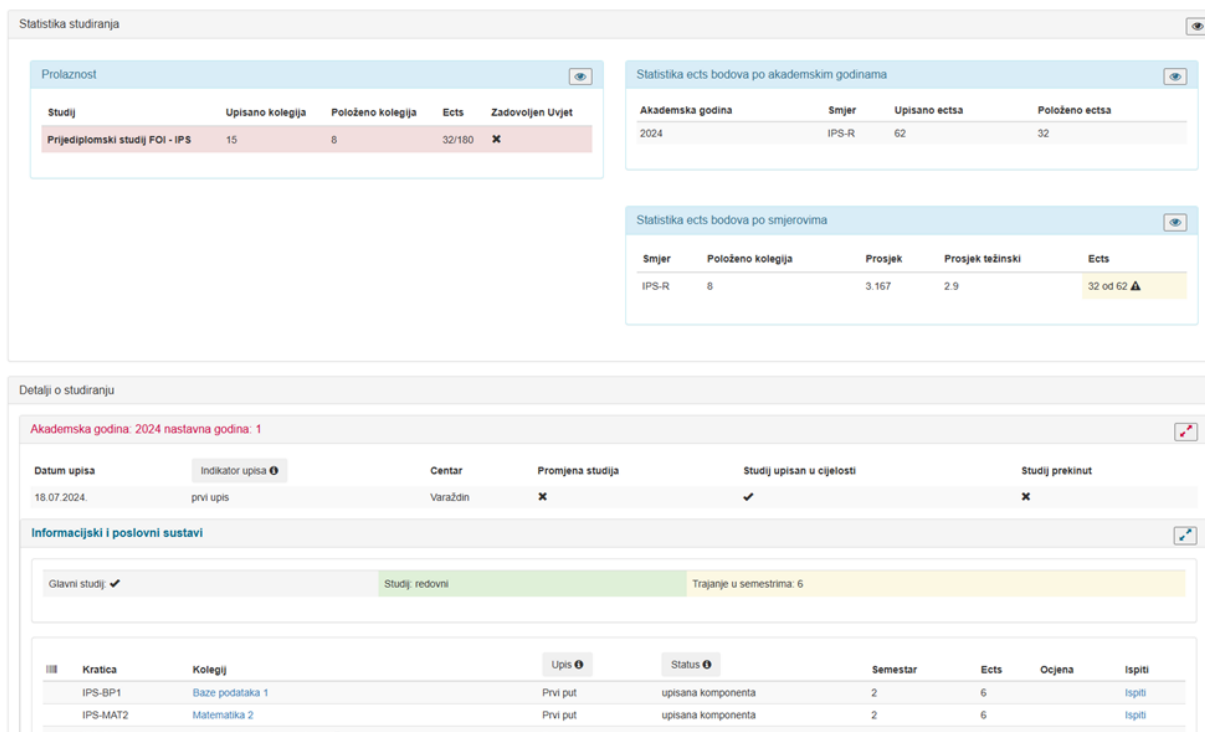 Statistika studiranja
Prolaznost
Studij Upisano kolegija Položeno kolegija Ects Zadovoljen Uvjet
Prijediplomski studij FOI - IPS 15 8 32/180
Statistika ects bodova po akademskim godinama
Akademska godina Smjer Upisano ectsa Položeno ectsa
2024 IPS-R 62 32
Statistika ects bodova po smjerovima
Smjer Položeno kolegija Prosjek Prosjek težinski Ects
IPS-R 8 3.167 2.9 32 od 62
Detalji o studiranju
Akademska godina: 2024 nastavna godina: 1
Datum upisa Indikator upisa Centar Promjena studija Studij upisan u cijelosti Studij prekinut
18.07.2024. prvi upis Varaždin
Informacijski i poslovni sustavi
Glavni studij: Studij: redovni Trajanje u semestrima: 6
Kratica Kolegij Upis Status Semestar Ects Ocjena Ispiti
IPS-BP1 Baze podataka 1 Prvi put upisana komponenta 2 6 Ispiti
IPS-MAT2 Matematika 2 Prvi put upisana komponenta 2 6 Ispiti